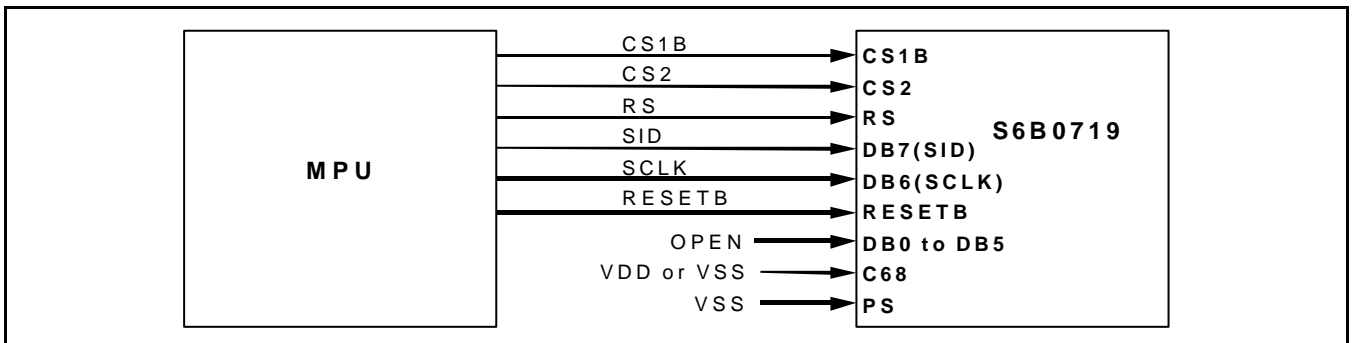 MPU
CS1B
CS2
RS
SID
SCLK
RESETB
OPEN
VDD or VSS
VSS
CS1B
CS2
RS
DB7(SID)
DB6(SCLK)
RESETB
DB0 to DB5
C68
PS
S6B0719